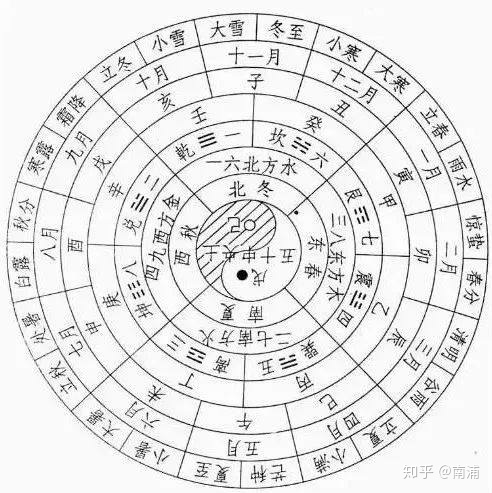 冬至
小寒
大寒
立春
雨水
惊蛰
春分
清明
谷雨
立夏
小满
芒种
夏至
小暑
大暑
立秋
处暑
白露
秋分
寒露
霜降
立冬
小雪
大雪
十一月
十二月
一月
二月
三月
四月
五月
六月
七月
八月
九月
十月
子
丑
寅
卯
辰
巳
午
未
申
酉
戌
亥
壬
癸
甲
乙
丙
丁
庚
辛
乾☰一
坎☵六
艮☶七
震☳四
巽☴五
离☲三
坤☷八
兑☱二
一六北方水
三八东方木
二七南方火
四九西方金
北冬
东春
南夏
西秋
己
五十中央土
戊
知乎 @南浦